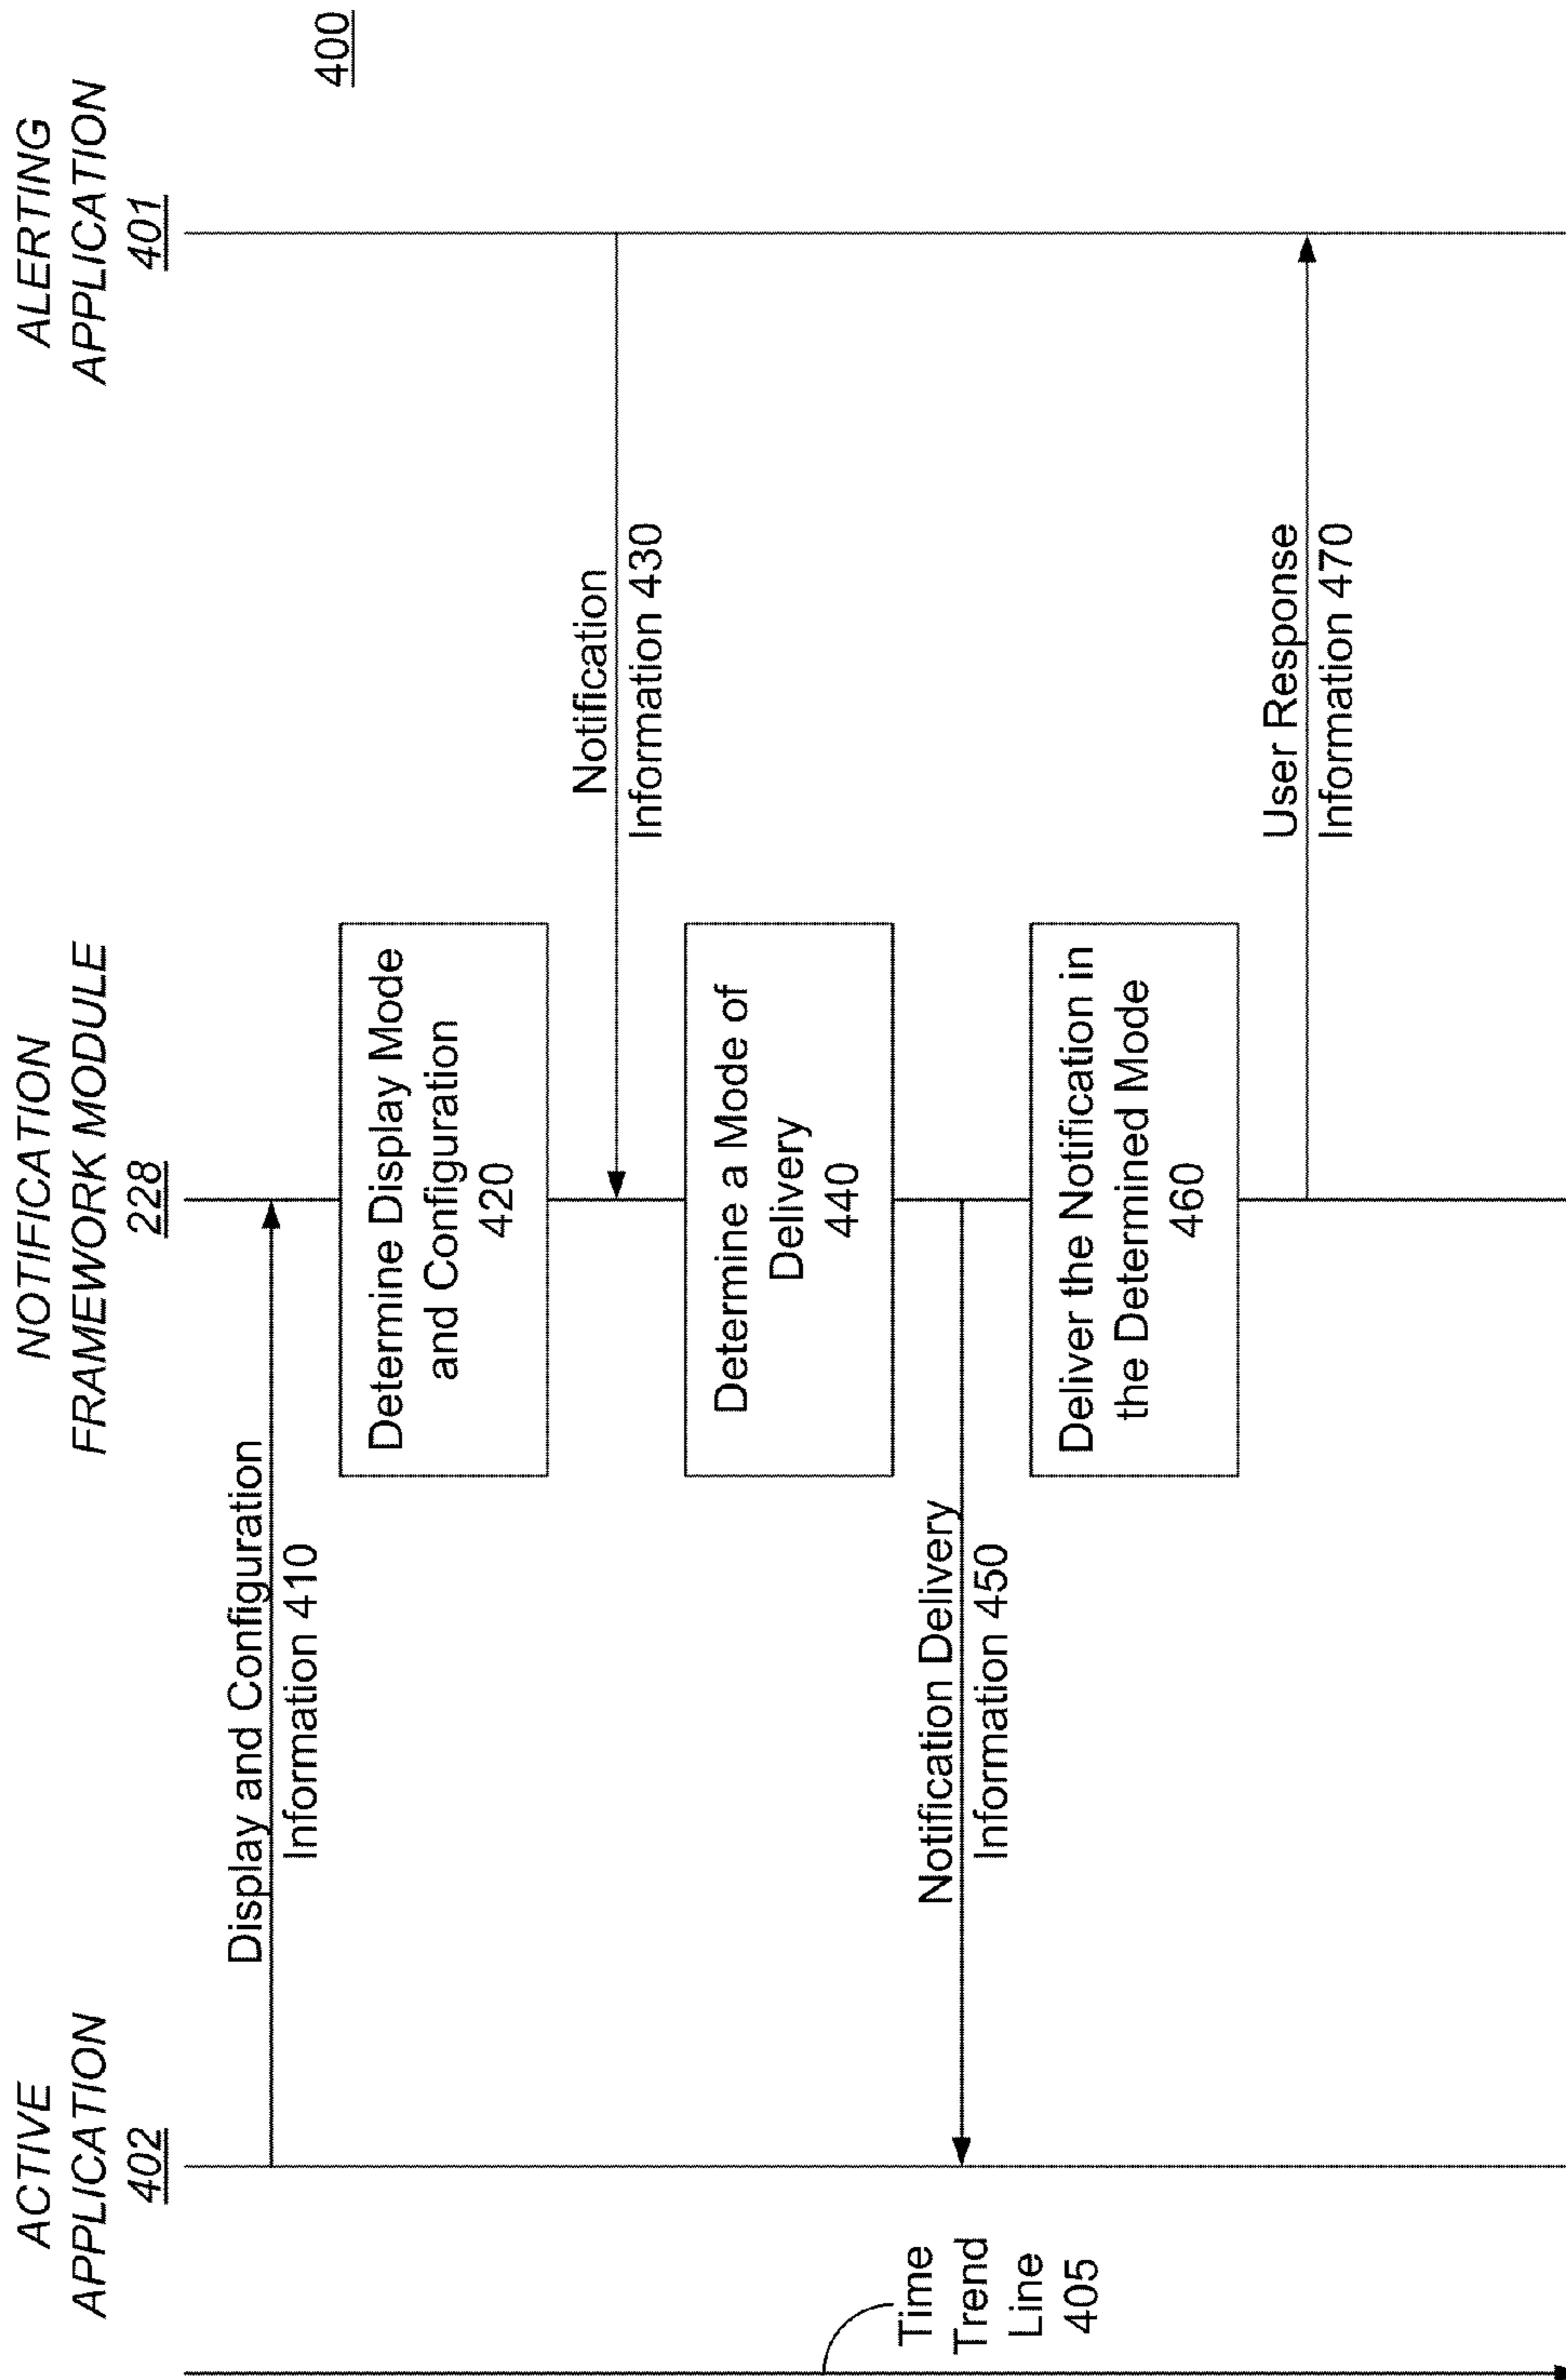 ACTIVE
APPLICATION
402
NOTIFICATION
FRAMEWORK MODULE
228
ALERTING
APPLICATION
401
400
Display and Configuration
Information 410
Determine Display Mode
and Configuration
420
Notification
Information 430
Determine a Mode of
Delivery
440
Time
Trend
Line
405
Notification Delivery
Information 450
Deliver the Notification in
the Determined Mode
460
User Response
Information 470